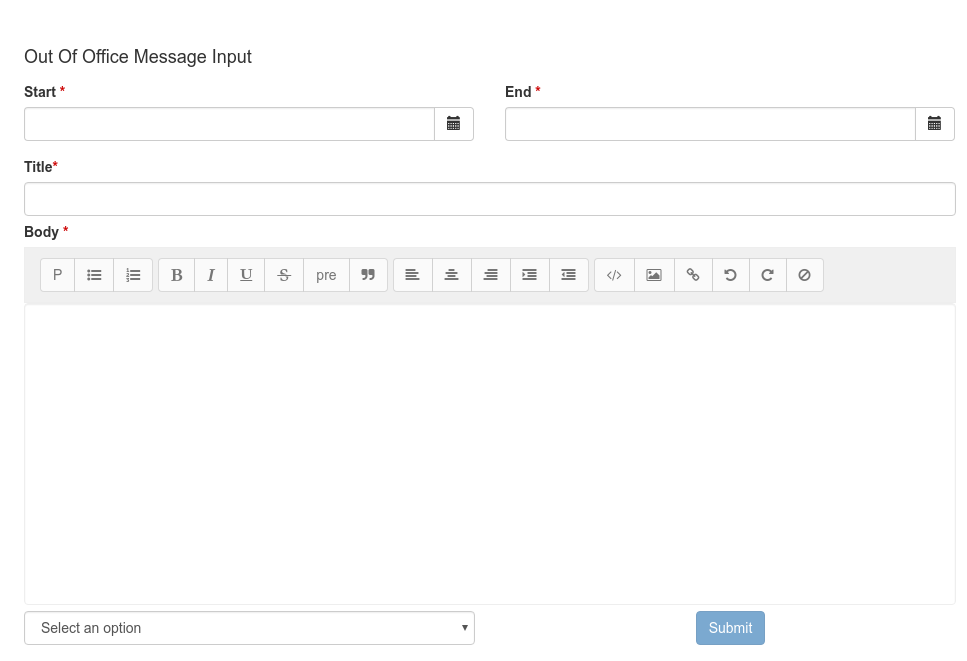 Out Of Office Message Input
Start * End *
Title*
Body *
P B I U S pre </>
Select an option Submit